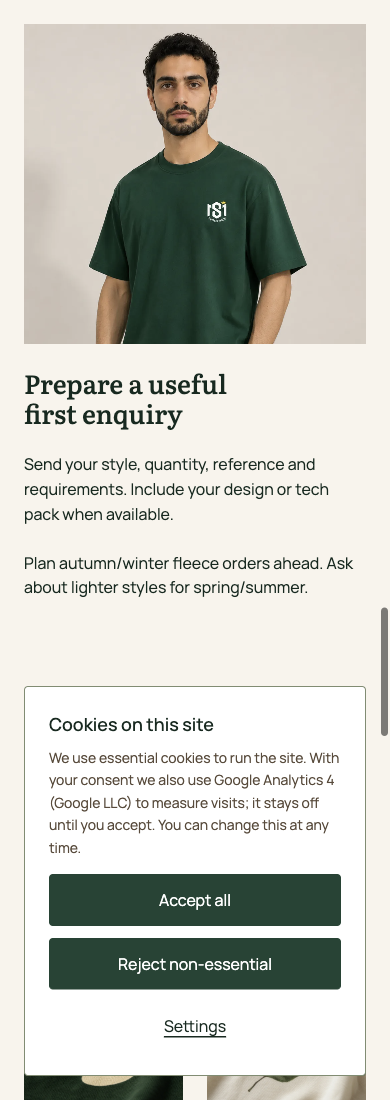 Prepare a useful
first enquiry
Send your style, quantity, reference and
requirements. Include your design or tech
pack when available.
Plan autumn/winter fleece orders ahead. Ask
about lighter styles for spring/summer.
Cookies on this site
We use essential cookies to run the site. With
your consent we also use Google Analytics 4
(Google LLC) to measure visits; it stays off
until you accept. You can change this at any
time.
Accept all
Reject non-essential
Settings